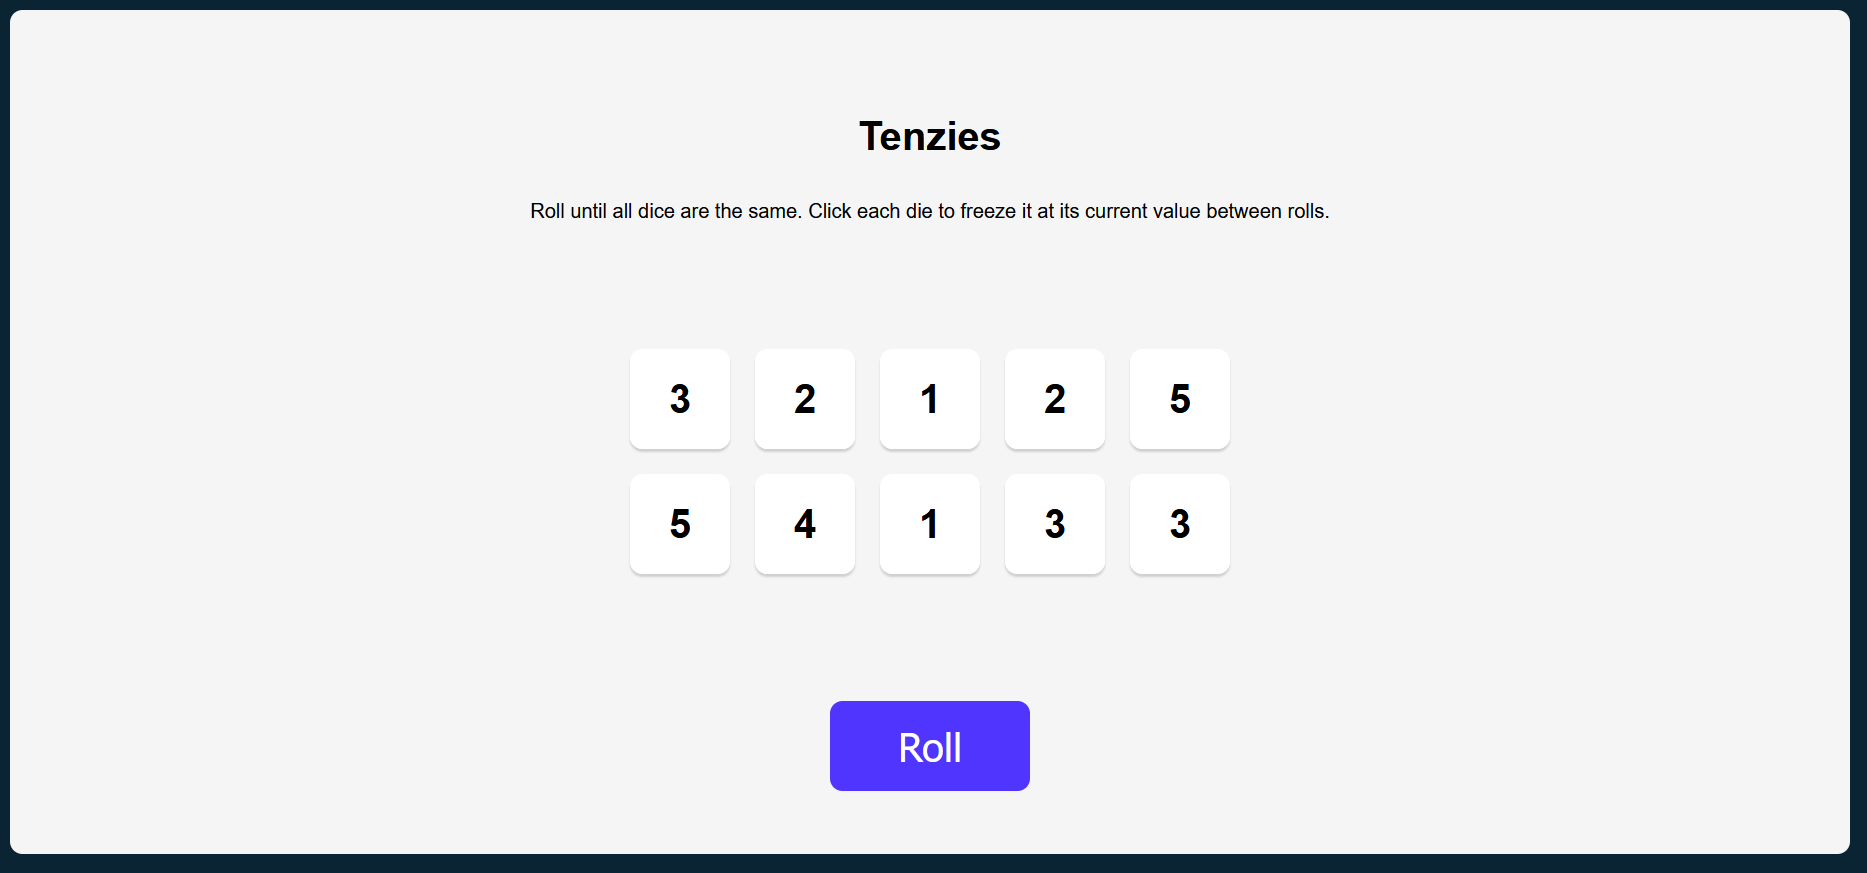 Tenzies
Roll until all dice are the same. Click each die to freeze it at its current value between rolls.
3 2 1 2 5
5 4 1 3 3
Roll